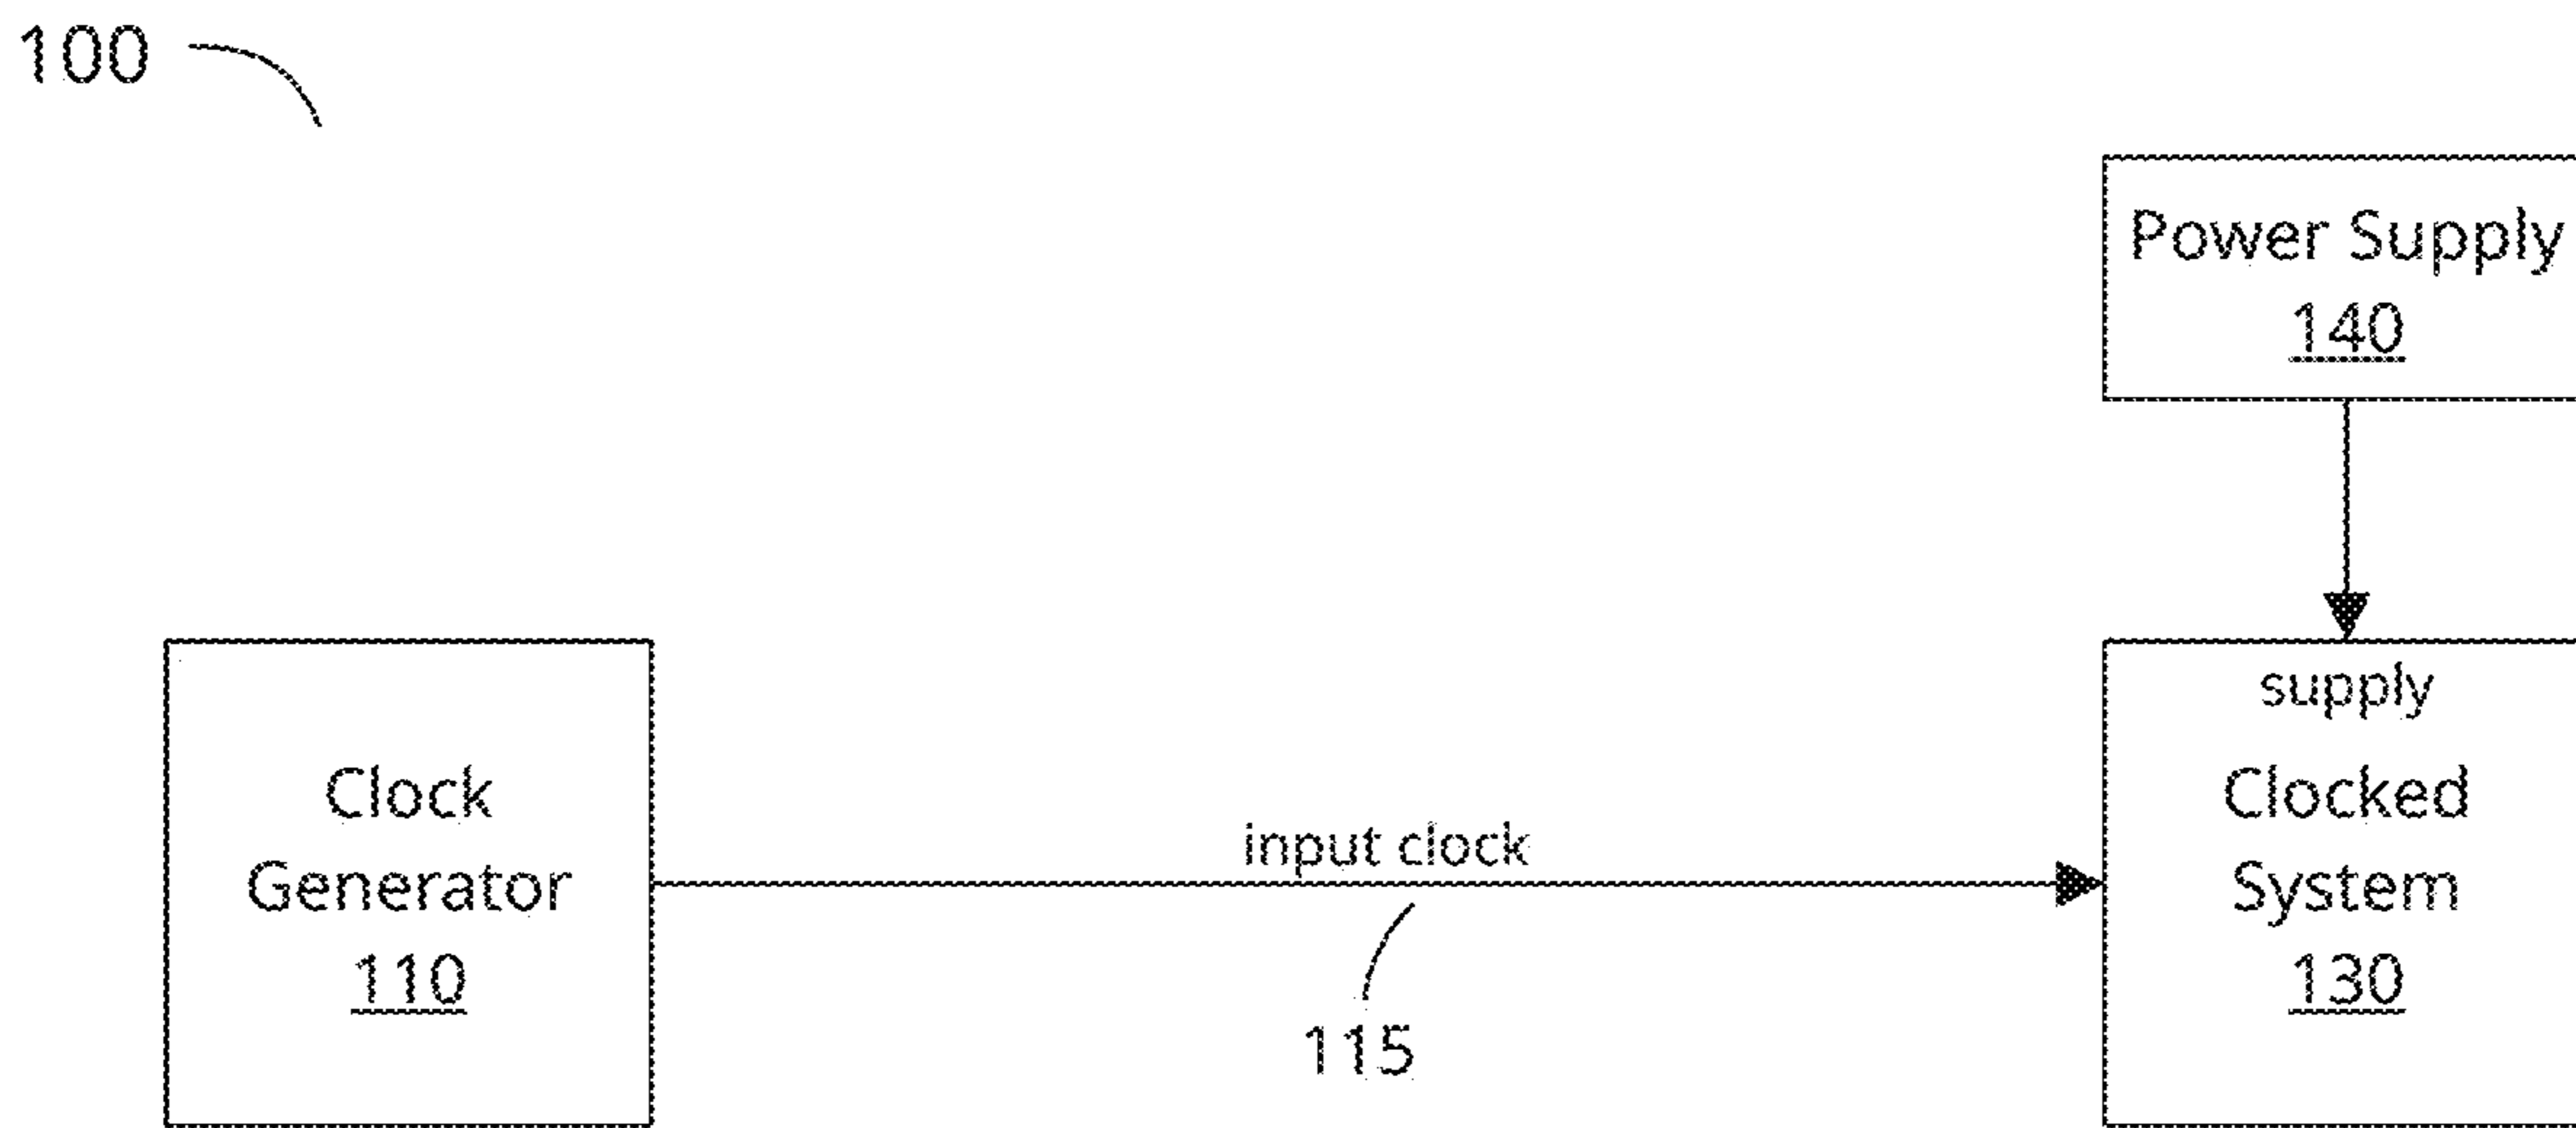 100
Power Supply
140
supply
Clocked
System
130
Clock
Generator
110
input clock
115